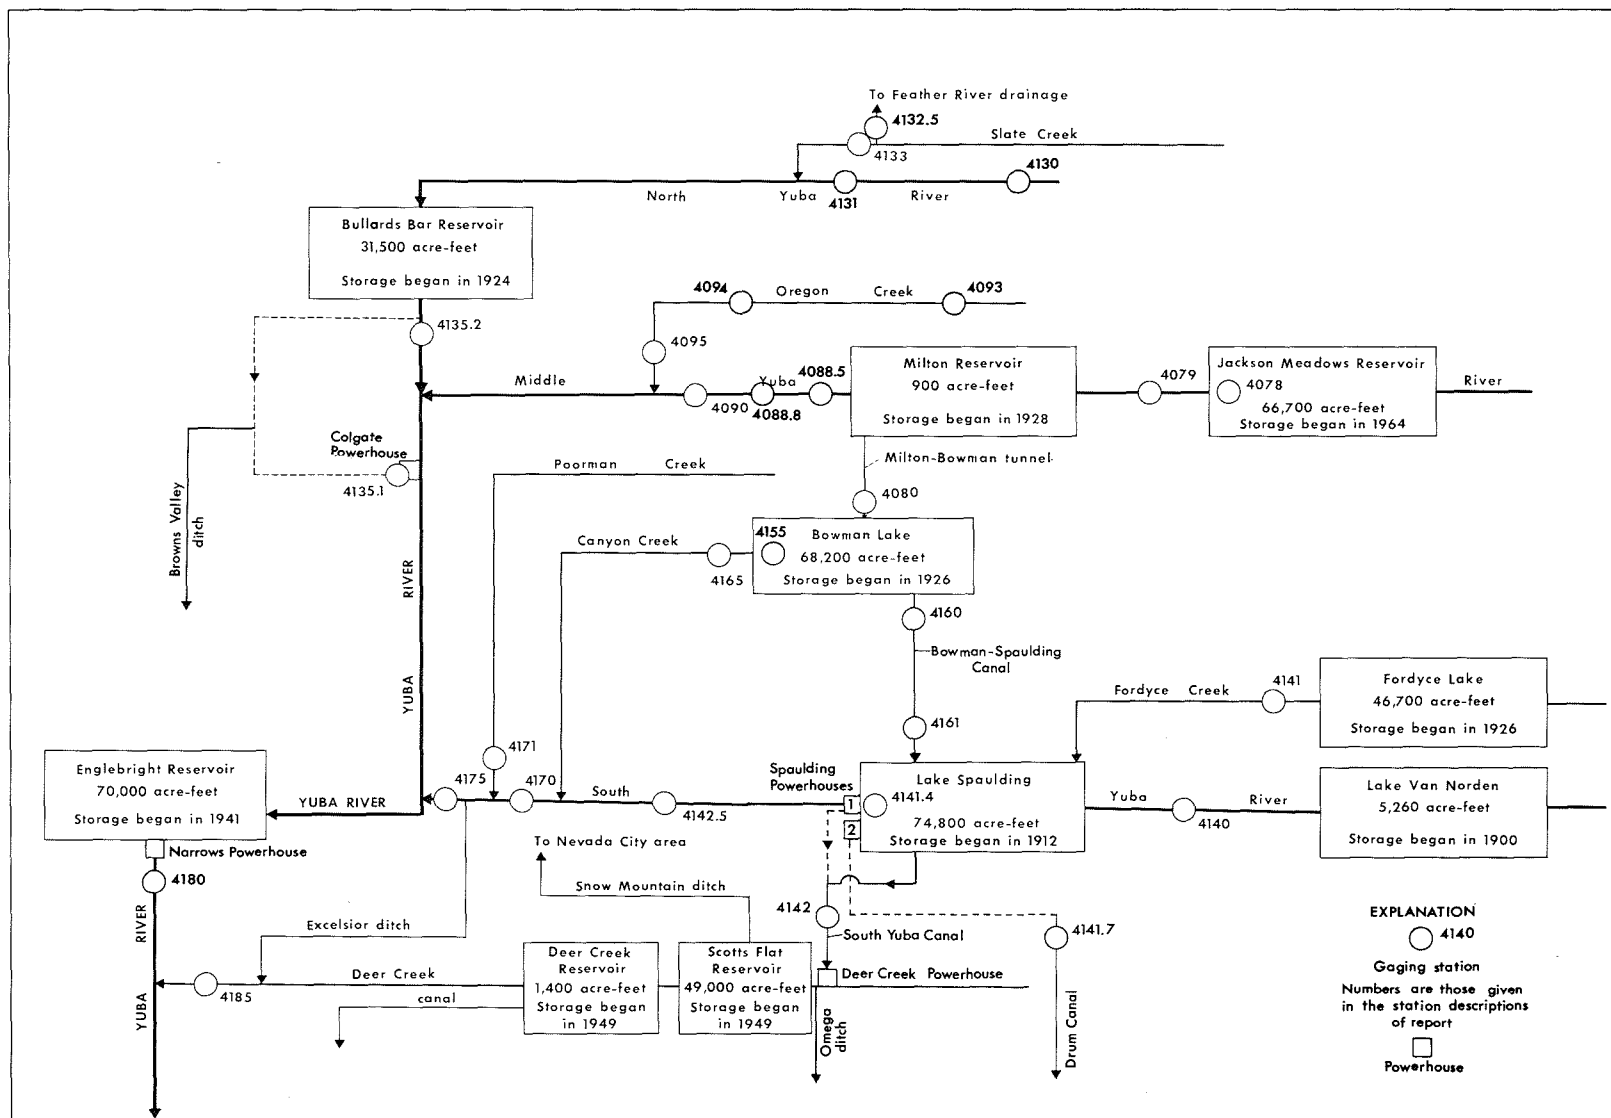 To Feather River drainage
4132.5
Slate Creek
4133
4130
North Yuba River
4131
Bullards Bar Reservoir
31,500 acre-feet
Storage began in 1924
4135.2
4094
Oregon Creek
4093
4095
Middle Yuba
4088.5
4090
4088.8
Milton Reservoir
900 acre-feet
Storage began in 1928
4079
Jackson Meadows Reservoir
4078
66,700 acre-feet
Storage began in 1964
River
Colgate
Powerhouse
4135.1
Browns Valley
ditch
Poorman Creek
Milton-Bowman tunnel
4080
Canyon Creek
4165
4155
Bowman Lake
68,200 acre-feet
Storage began in 1926
4160
Bowman-Spaulding
Canal
4161
RIVER
YUBA
Fordyce Creek
4141
Fordyce Lake
46,700 acre-feet
Storage began in 1926
Englebright Reservoir
70,000 acre-feet
Storage began in 1941
YUBA RIVER
4171
4175
4170
South
4142.5
Spaulding
Powerhouses
1
2
Lake Spaulding
4141.4
74,800 acre-feet
Storage began in 1912
Yuba River
4140
Lake Van Norden
5,260 acre-feet
Storage began in 1900
Narrows Powerhouse
4180
RIVER
YUBA
To Nevada City area
Snow Mountain ditch
Excelsior ditch
4142
South Yuba Canal
4141.7
Deer Creek
4185
canal
Deer Creek
Reservoir
1,400 acre-feet
Storage began
in 1949
Scotts Flat
Reservoir
49,000 acre-feet
Storage began
in 1949
Deer Creek Powerhouse
Omega
ditch
Drum Canal
EXPLANATION
4140
Gaging station
Numbers are those given
in the station descriptions
of report
Powerhouse